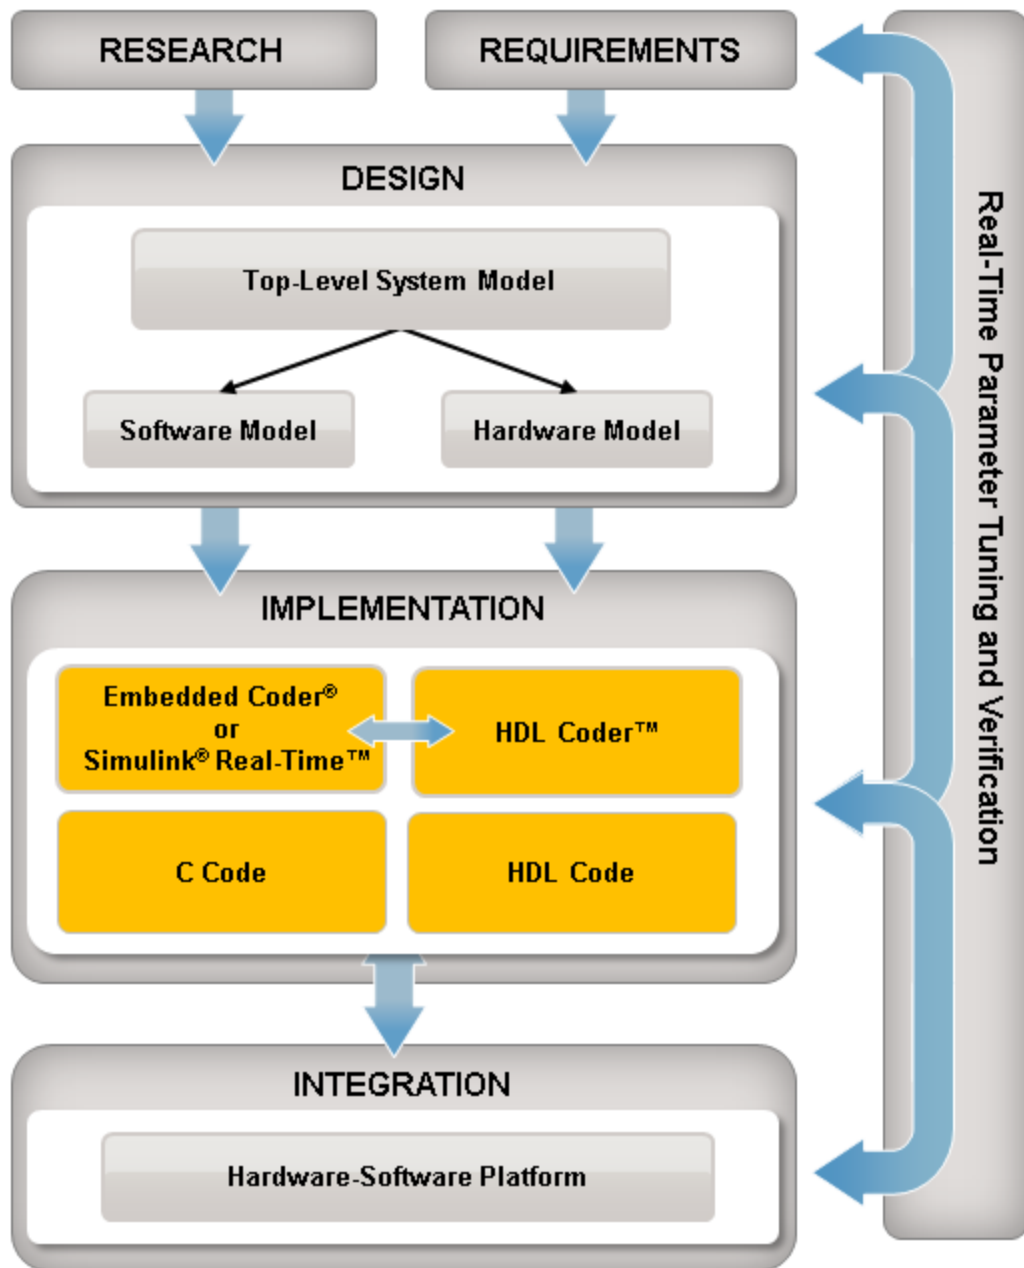 RESEARCH
REQUIREMENTS
DESIGN
Top-Level System Model
Software Model
Hardware Model
IMPLEMENTATION
Embedded Coder®
or
Simulink® Real-Time™
HDL Coder™
C Code
HDL Code
INTEGRATION
Hardware-Software Platform
Real-Time Parameter Tuning and Verification